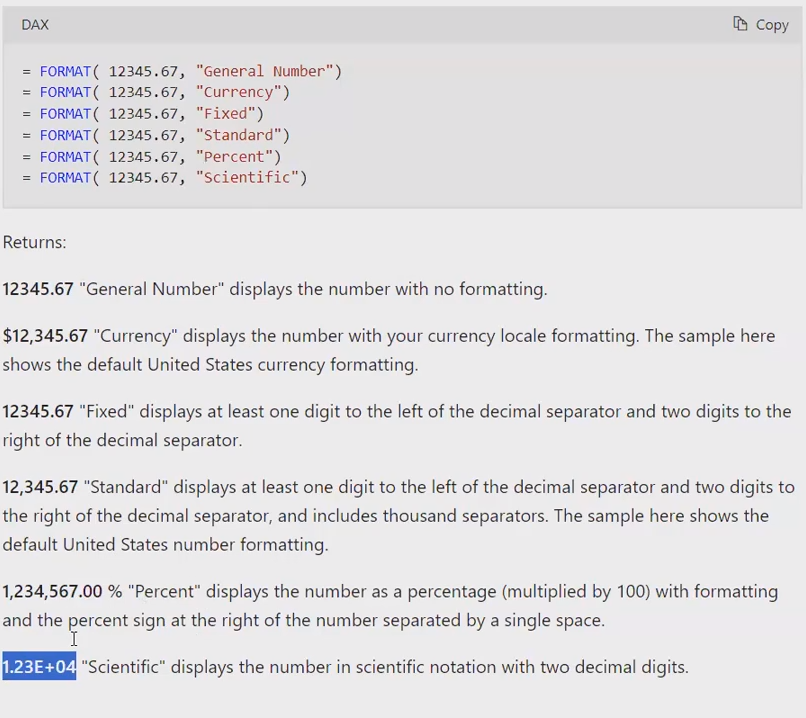 DAX Copy
= FORMAT( 12345.67, "General Number")
= FORMAT( 12345.67, "Currency")
= FORMAT( 12345.67, "Fixed")
= FORMAT( 12345.67, "Standard")
= FORMAT( 12345.67, "Percent")
= FORMAT( 12345.67, "Scientific")
Returns:
12345.67 "General Number" displays the number with no formatting.
$12,345.67 "Currency" displays the number with your currency locale formatting. The sample here
shows the default United States currency formatting.
12345.67 "Fixed" displays at least one digit to the left of the decimal separator and two digits to the
right of the decimal separator.
12,345.67 "Standard" displays at least one digit to the left of the decimal separator and two digits to
the right of the decimal separator, and includes thousand separators. The sample here shows the
default United States number formatting.
1,234,567.00 % "Percent" displays the number as a percentage (multiplied by 100) with formatting
and the percent sign at the right of the number separated by a single space.
1.23E+04 "Scientific" displays the number in scientific notation with two decimal digits.